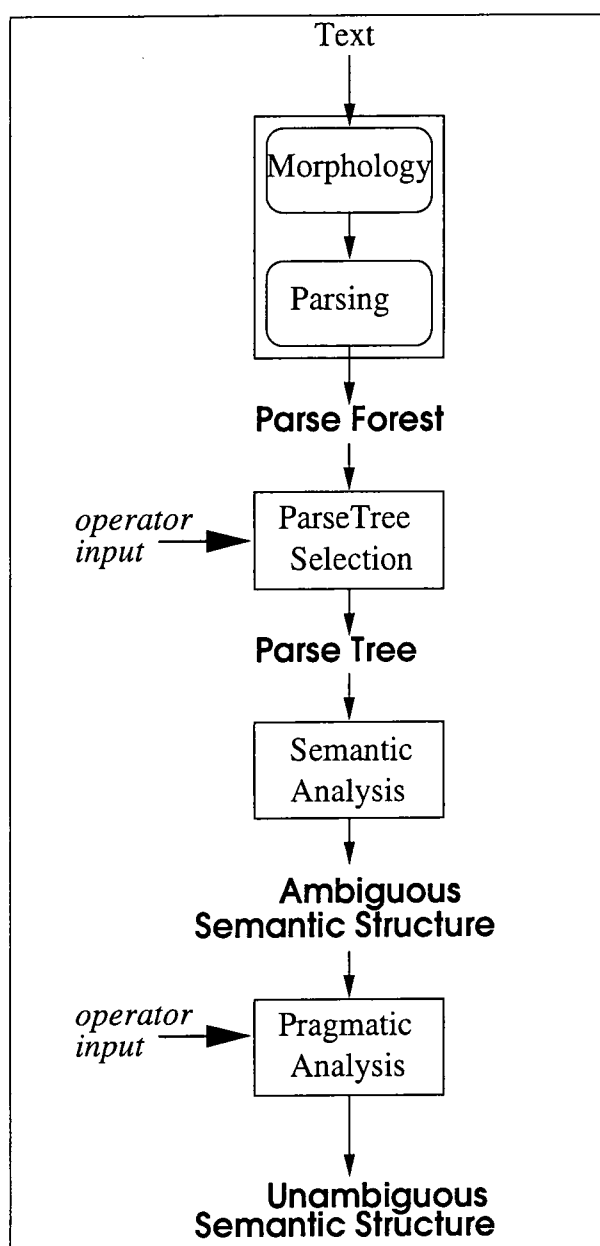 Text
Morphology
Parsing
Parse Forest
operator
input
ParseTree
Selection
Parse Tree
Semantic
Analysis
Ambiguous
Semantic Structure
operator
input
Pragmatic
Analysis
Unambiguous
Semantic Structure